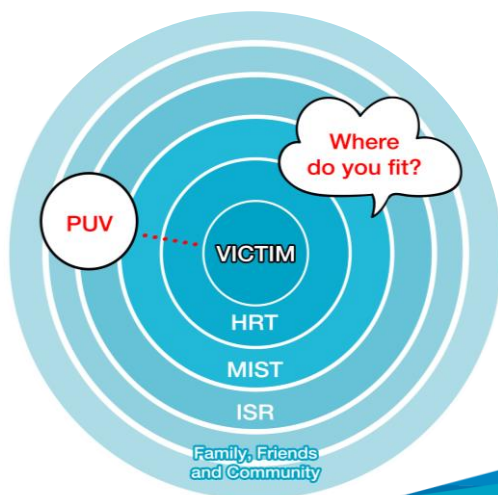 Where
do you fit?
PUV
VICTIM
HRT
MIST
ISR
Family, Friends
and Community